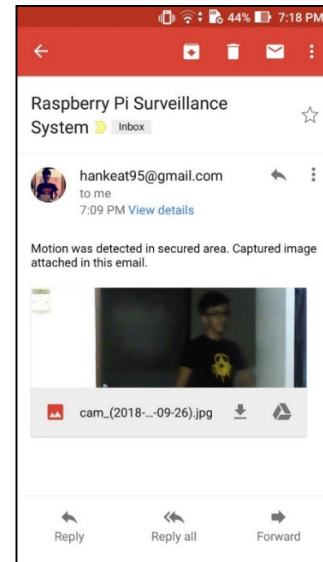 44% 7:18 PM
Raspberry Pi Surveillance
System Inbox
hankeat95@gmail.com
to me
7:09 PM View details
Motion was detected in secured area. Captured image
attached in this email.
cam_(2018-...-09-26).jpg
Reply Reply all Forward